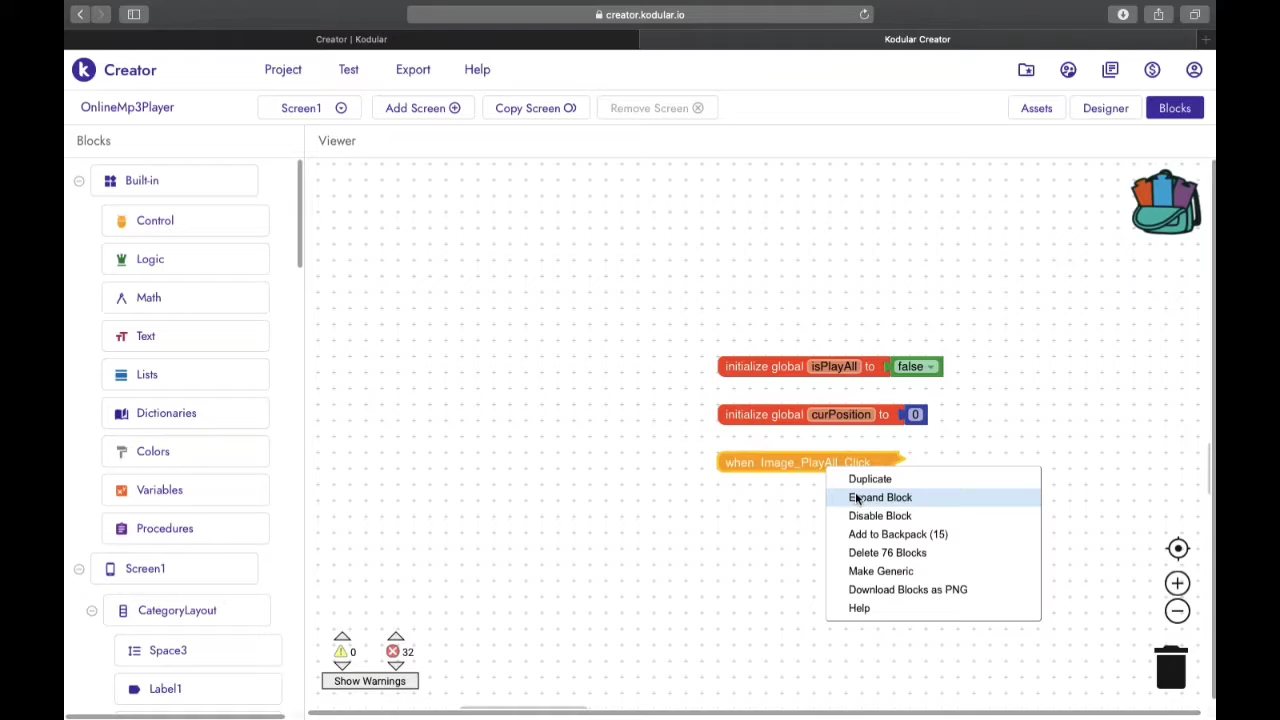 creator.kodular.io
Creator | Kodular
Kodular Creator
Creator
Project
Test
Export
Help
OnlineMp3Player
Screen1
Add Screen
Copy Screen
Remove Screen
Assets
Designer
Blocks
Blocks
Viewer
Built-in
Control
Logic
Math
Text
Lists
Dictionaries
Colors
Variables
Procedures
Screen1
CategoryLayout
Space3
Label1
initialize global isPlayAll to false
initialize global curPosition to 0
when Image_PlayAll Click
Duplicate
Expand Block
Disable Block
Add to Backpack (15)
Delete 76 Blocks
Make Generic
Download Blocks as PNG
Help
0
32
Show Warnings